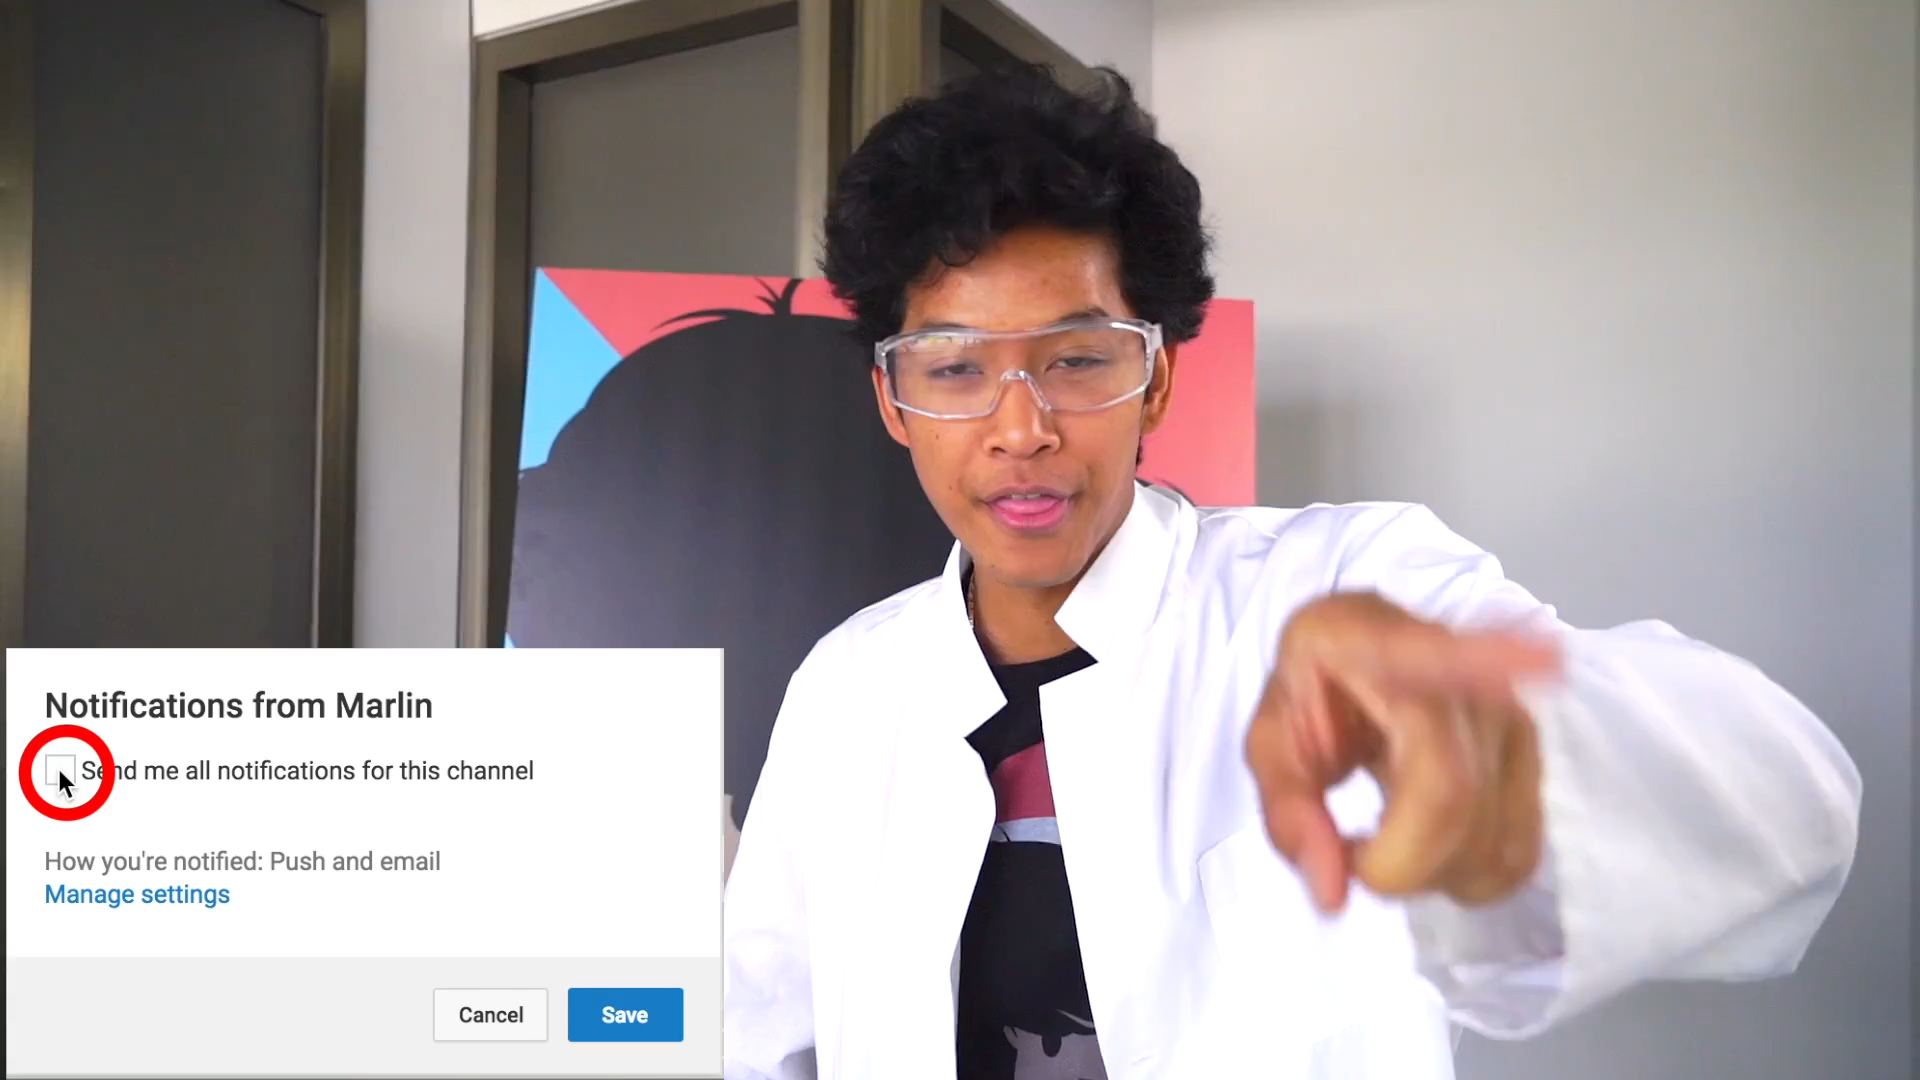 Notifications from Marlin
Send me all notifications for this channel
How you're notified: Push and email
Manage settings
Cancel
Save